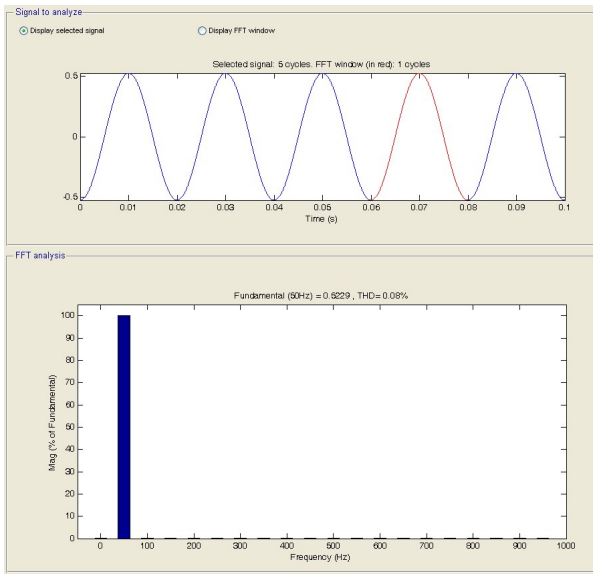 Signal to analyze
Display selected signal Display FFT window
Selected signal: 5 cycles. FFT window (in red): 1 cycles
0.5
0
-0.5
0 0.01 0.02 0.03 0.04 0.05 0.06 0.07 0.08 0.09 0.1
Time (s)
FFT analysis
Fundamental (50Hz) = 0.5229 , THD= 0.08%
100
90
80
70
60
50
40
30
20
10
0
Mag (% of Fundamental)
0 100 200 300 400 500 600 700 800 900 1000
Frequency (Hz)